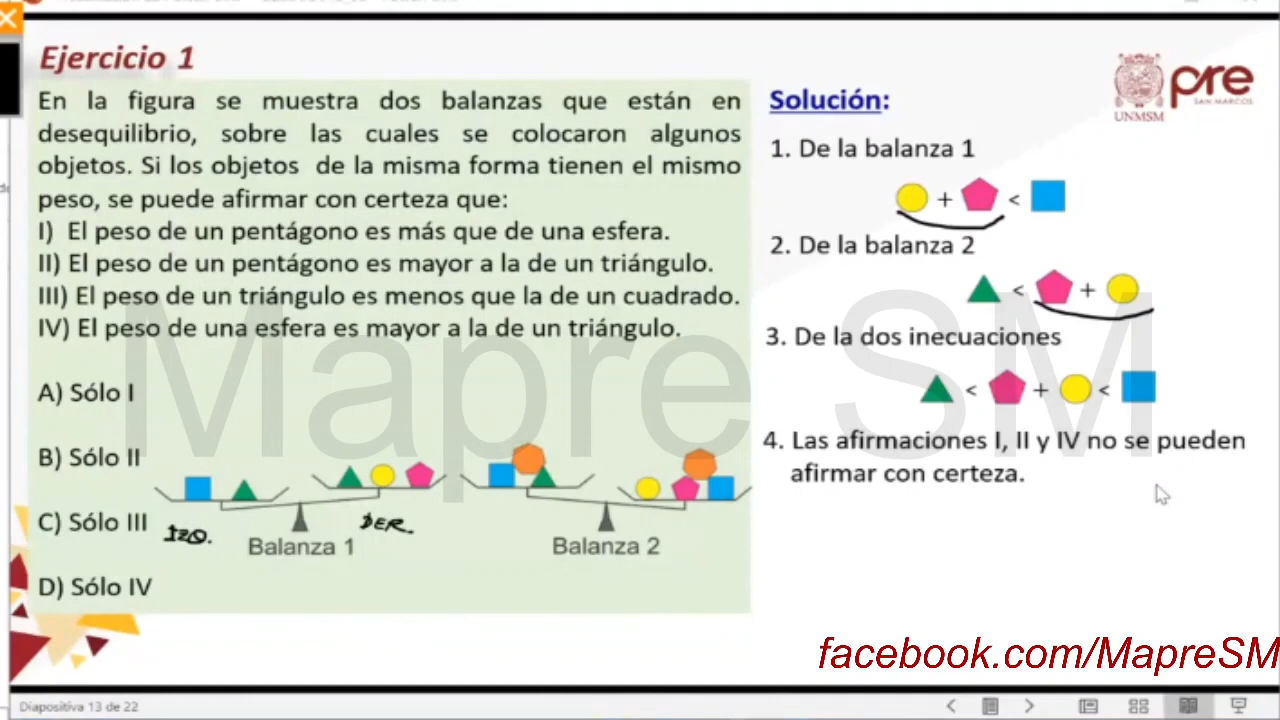 Ejercicio 1
En la figura se muestra dos balanzas que están en
desequilibrio, sobre las cuales se colocaron algunos
objetos. Si los objetos de la misma forma tienen el mismo
peso, se puede afirmar con certeza que:
I) El peso de un pentágono es más que de una esfera.
II) El peso de un pentágono es mayor a la de un triángulo.
III) El peso de un triángulo es menos que la de un cuadrado.
IV) El peso de una esfera es mayor a la de un triángulo.
A) Sólo I
B) Sólo II
C) Sólo III
D) Sólo IV
IZQ.
DER.
Balanza 1
Balanza 2
Solución:
1. De la balanza 1
+ <
2. De la balanza 2
< +
3. De la dos inecuaciones
< + <
4. Las afirmaciones I, II y IV no se pueden
afirmar con certeza.
UNMSM
pre
SAN MARCOS
Mapre SM
facebook.com/MapreSM
Diapositiva 13 de 22